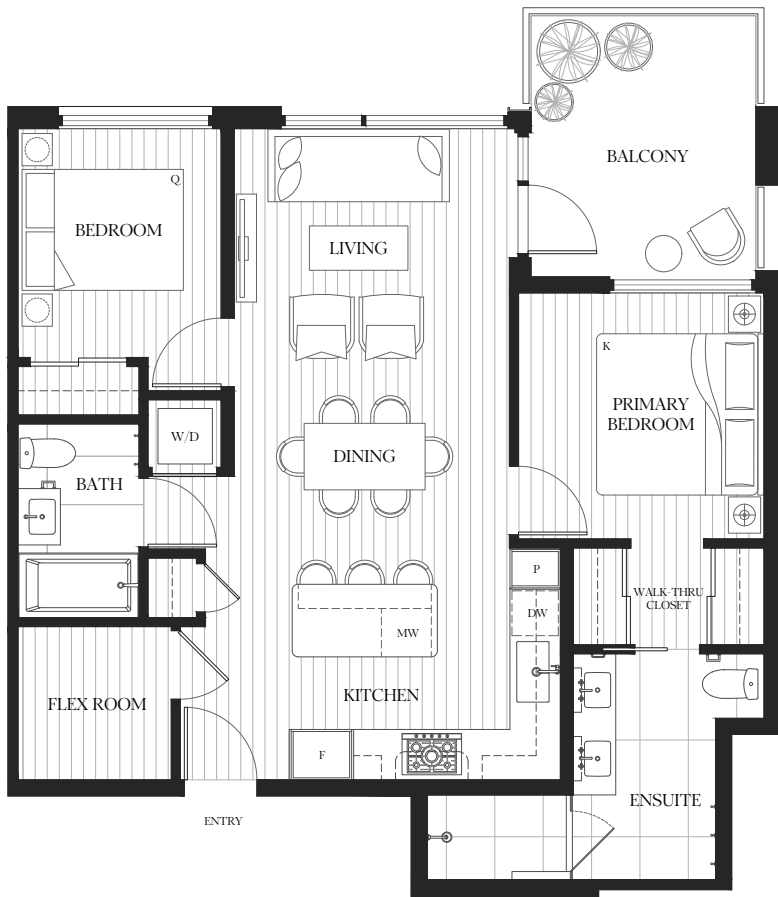 BALCONY
Q
BEDROOM
LIVING
K
PRIMARY
BEDROOM
W/D
DINING
BATH
P
WALK-THRU
CLOSET
DW
MW
KITCHEN
FLEX ROOM
F
ENSUITE
ENTRY